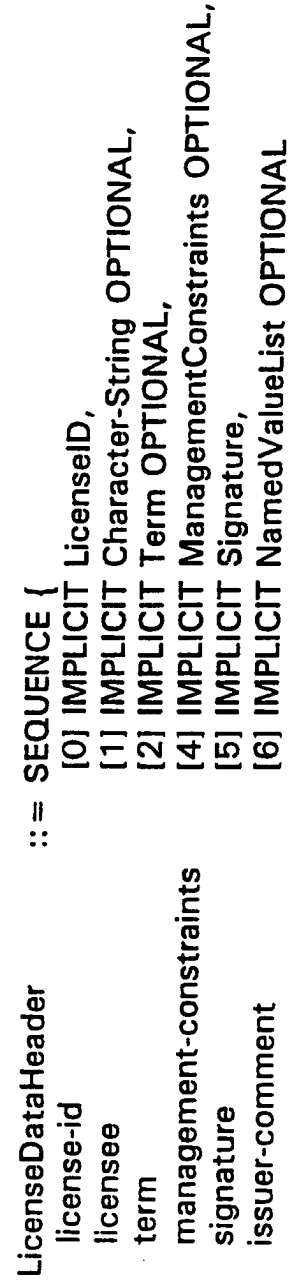 LicenseDataHeader ::= SEQUENCE {
license-id [0] IMPLICIT LicenseID,
licensee [1] IMPLICIT Character-String OPTIONAL,
term [2] IMPLICIT Term OPTIONAL,
management-constraints [4] IMPLICIT ManagementConstraints OPTIONAL,
signature [5] IMPLICIT Signature,
issuer-comment [6] IMPLICIT NamedValueList OPTIONAL